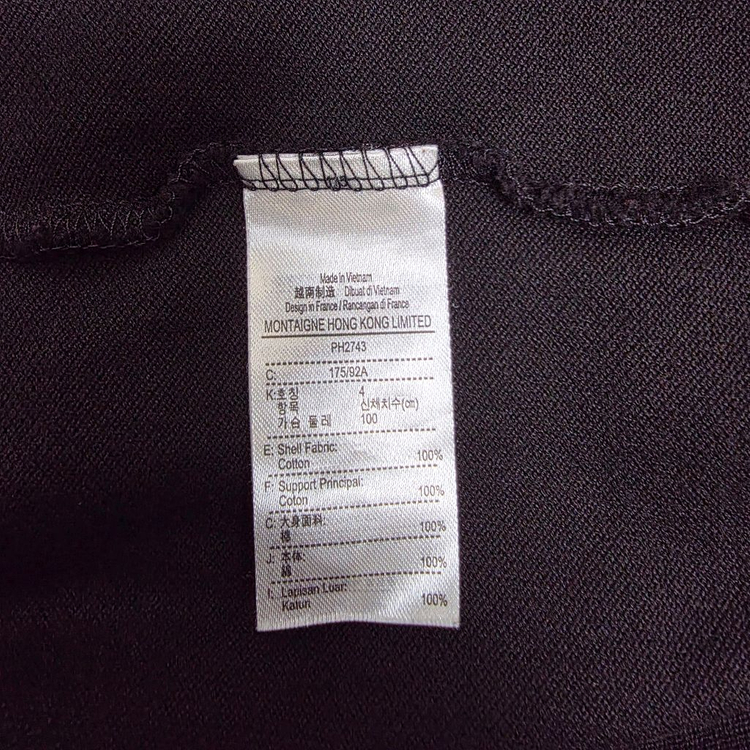 Made in Vietnam
越南制造 Dibuat di Vietnam
Design in France / Rancangan di France
MONTAIGNE HONG KONG LIMITED
PH2743
C: 175/92A
K: 호칭 4
항목 신체치수(cm)
가슴 둘레 100
E: Shell Fabric:
Cotton 100%
F: Support Principal:
Coton 100%
C: 大身面料:
棉 100%
J: 本体:
綿 100%
I: Lapisan Luar:
Katun 100%